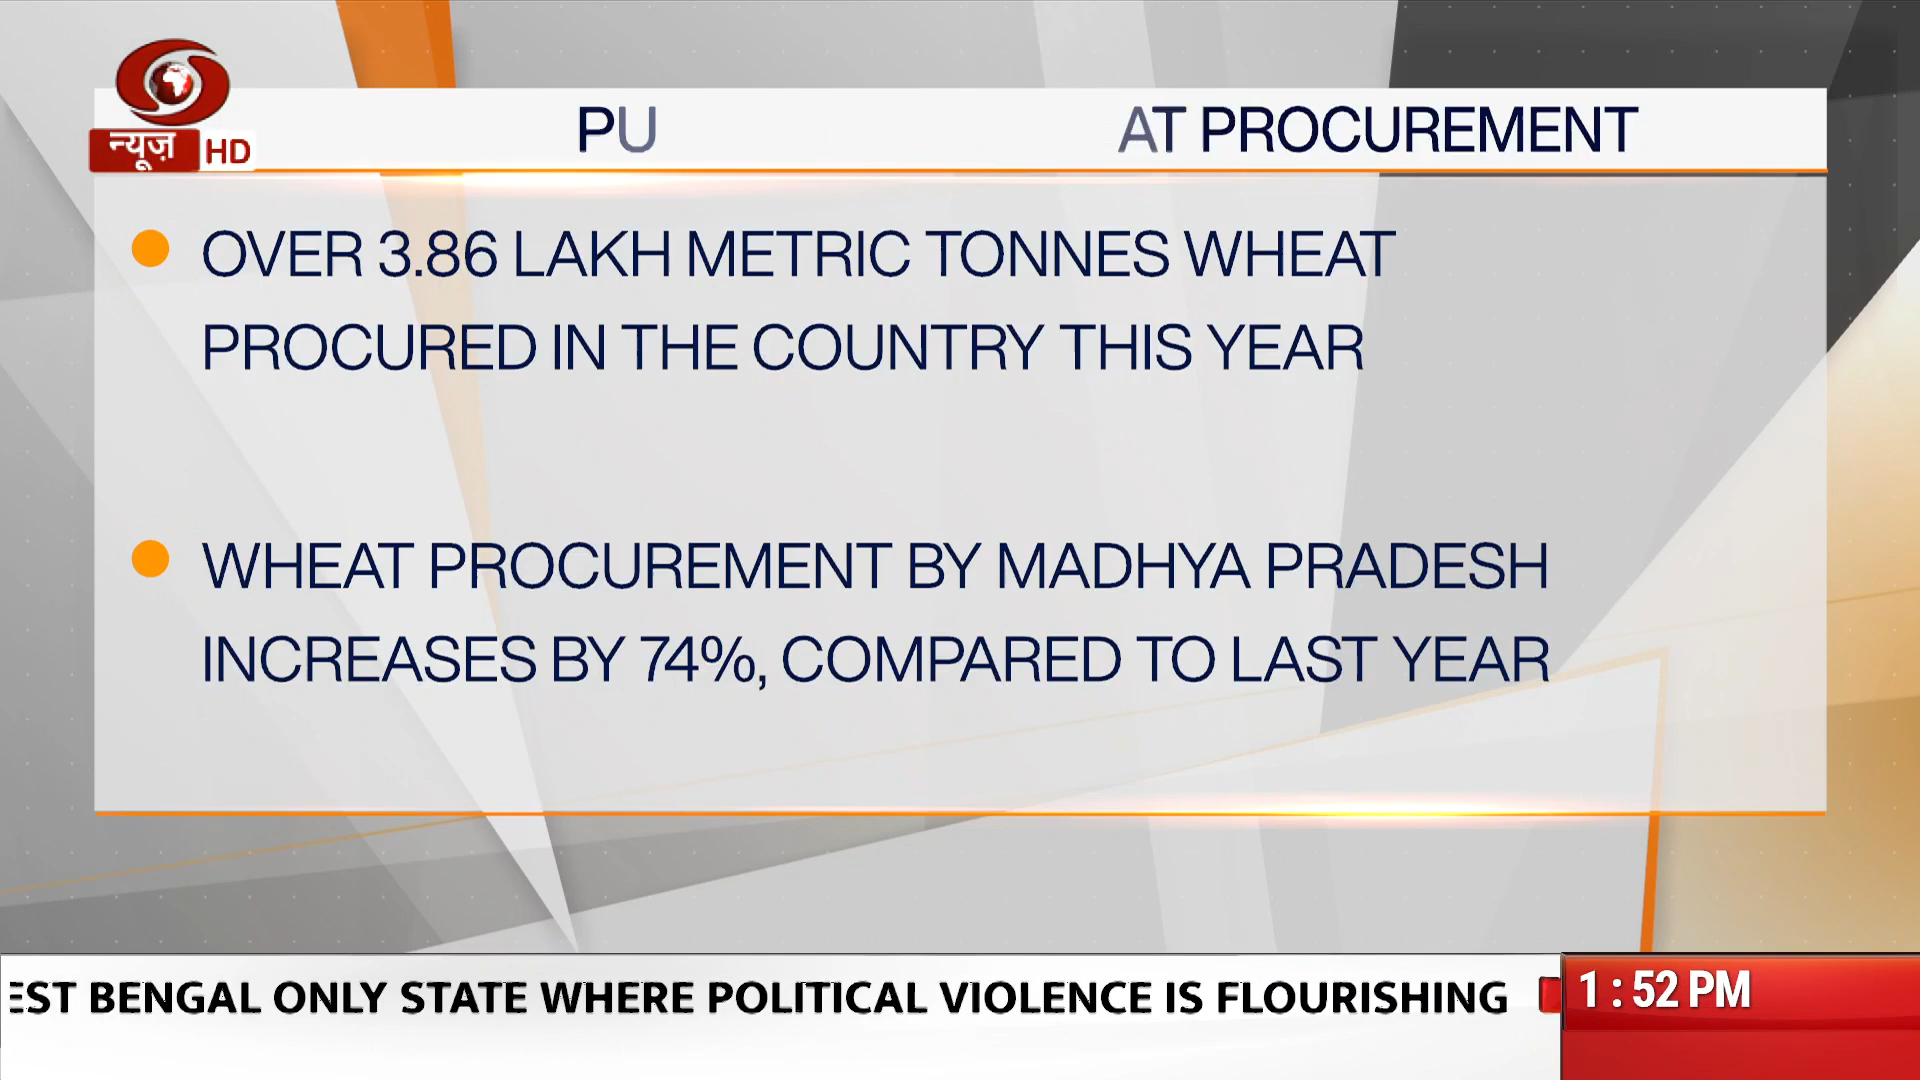 न्यूज़ HD
PU AT PROCUREMENT
OVER 3.86 LAKH METRIC TONNES WHEAT
PROCURED IN THE COUNTRY THIS YEAR
WHEAT PROCUREMENT BY MADHYA PRADESH
INCREASES BY 74%, COMPARED TO LAST YEAR
EST BENGAL ONLY STATE WHERE POLITICAL VIOLENCE IS FLOURISHING
1 : 52 PM